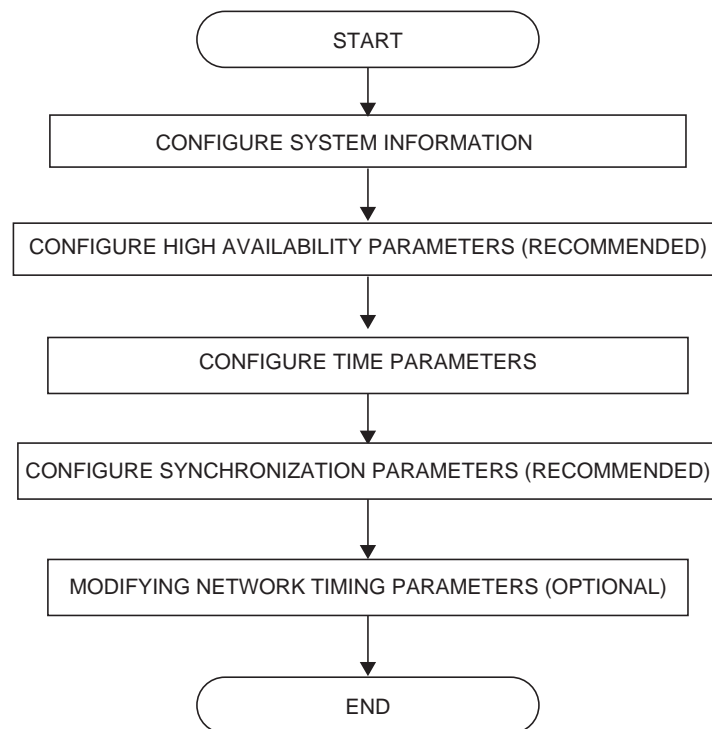 START
CONFIGURE SYSTEM INFORMATION
CONFIGURE HIGH AVAILABILITY PARAMETERS (RECOMMENDED)
CONFIGURE TIME PARAMETERS
CONFIGURE SYNCHRONIZATION PARAMETERS (RECOMMENDED)
MODIFYING NETWORK TIMING PARAMETERS (OPTIONAL)
END